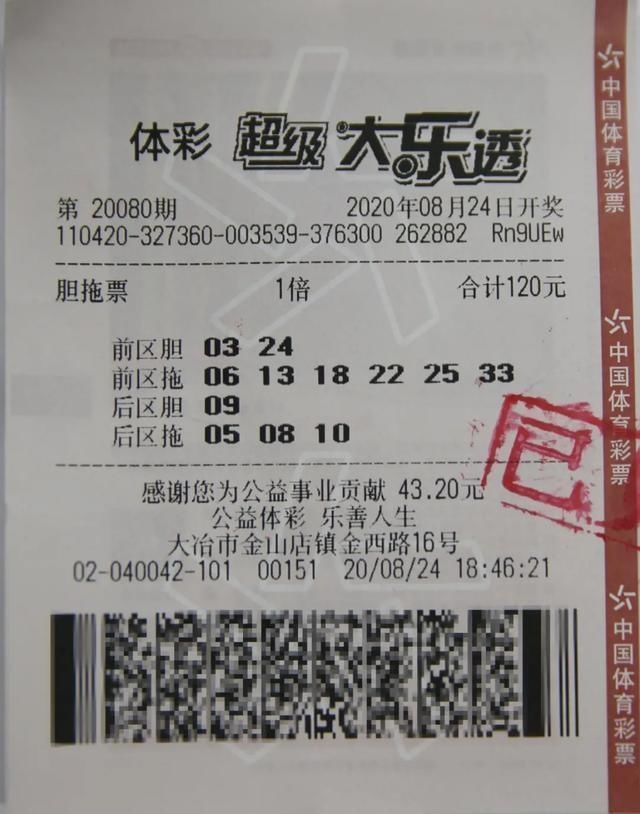 体彩 超级大乐透
第 20080期 2020年08月24日开奖
110420-327360-003539-376300 262882 Rn9UEw
胆拖票 1倍 合计120元
前区胆 03 24
前区拖 06 13 18 22 25 33
后区胆 09
后区拖 05 08 10
感谢您为公益事业贡献 43.20元
公益体彩 乐善人生
大冶市金山店镇金西路16号
02-040042-101 00151 20/08/24 18:46:21
中国体育彩票
中国体育彩票
中国体育彩票